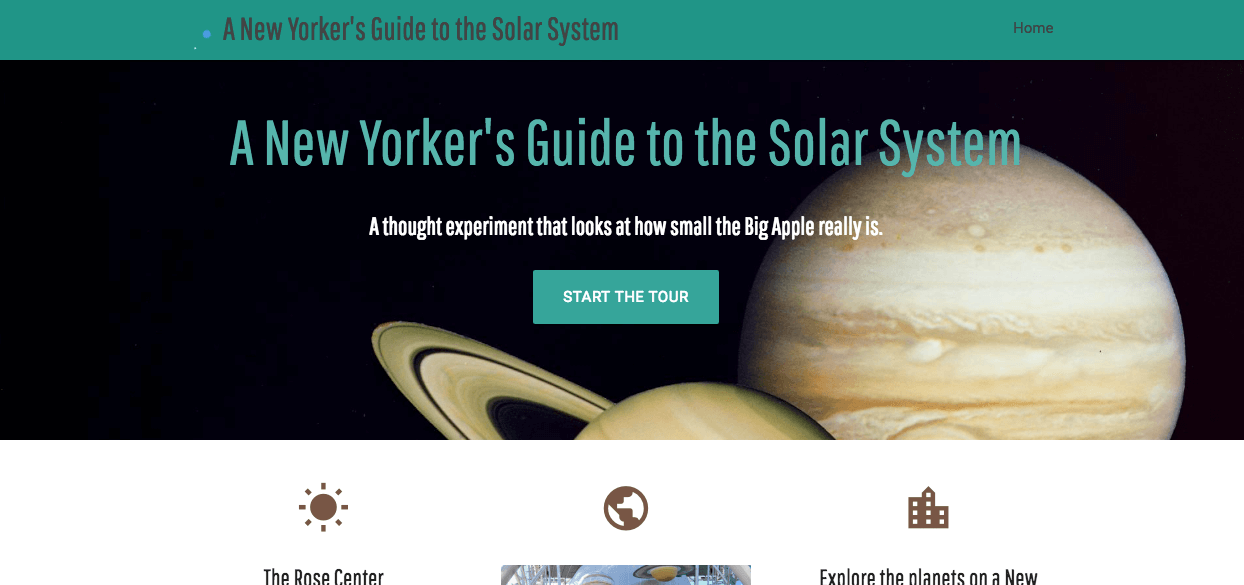 A New Yorker's Guide to the Solar System
Home
A New Yorker's Guide to the Solar System
A thought experiment that looks at how small the Big Apple really is.
START THE TOUR
The Rose Center
Explore the planets on a New